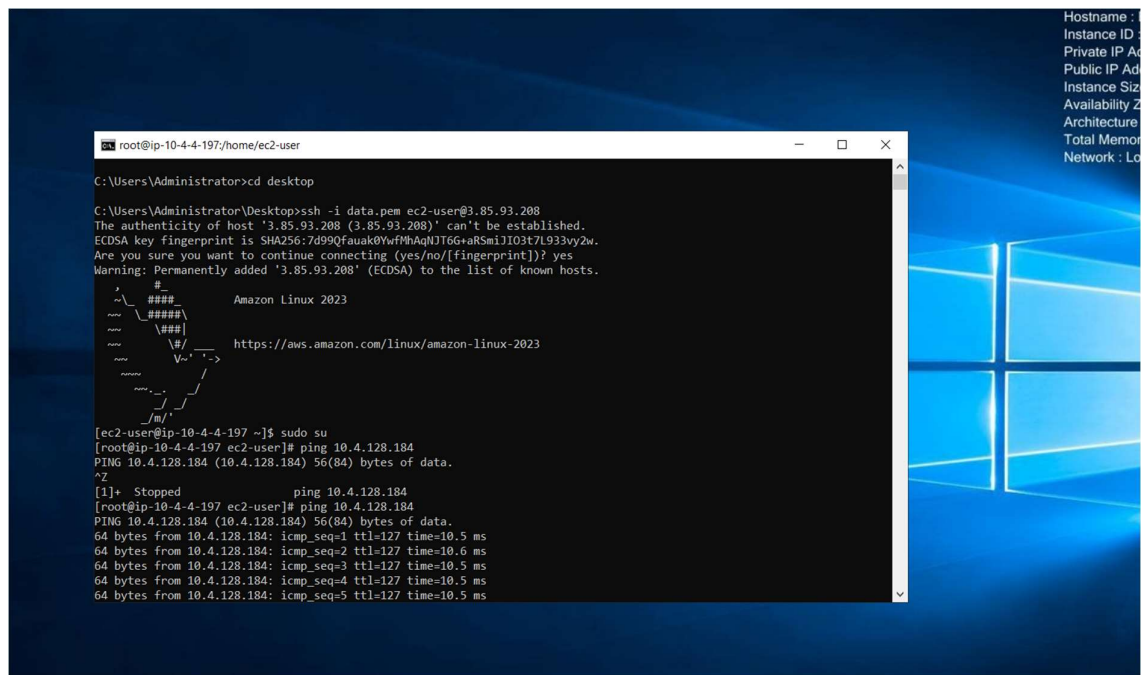 Hostname :
Instance ID :
Private IP
Public IP
Instance
Availability
Architecture
Total
Network :
root@ip-10-4-4-197:/home/ec2-user
C:\Users\Administrator>cd desktop
C:\Users\Administrator\Desktop>ssh -i data.pem ec2-user@3.85.93.208
The authenticity of host '3.85.93.208 (3.85.93.208)' can't be established.
ECDSA key fingerprint is SHA256:7d99Qfauak0YwfMhAqNJT6G+aRSmiJIO3t7L933vy2w.
Are you sure you want to continue connecting (yes/no/[fingerprint])? yes
Warning: Permanently added '3.85.93.208' (ECDSA) to the list of known hosts.
   ,     #_
   ~\_  ####_        Amazon Linux 2023
  ~~  \_#####\
  ~~     \###|
  ~~       \#/ ___   https://aws.amazon.com/linux/amazon-linux-2023
   ~~       V~' '->
    ~~~         /
      ~~._.   _/
         _/ _/
       _/m/'
[ec2-user@ip-10-4-4-197 ~]$ sudo su
[root@ip-10-4-4-197 ec2-user]# ping 10.4.128.184
PING 10.4.128.184 (10.4.128.184) 56(84) bytes of data.
^Z
[1]+  Stopped                 ping 10.4.128.184
[root@ip-10-4-4-197 ec2-user]# ping 10.4.128.184
PING 10.4.128.184 (10.4.128.184) 56(84) bytes of data.
64 bytes from 10.4.128.184: icmp_seq=1 ttl=127 time=10.5 ms
64 bytes from 10.4.128.184: icmp_seq=2 ttl=127 time=10.6 ms
64 bytes from 10.4.128.184: icmp_seq=3 ttl=127 time=10.5 ms
64 bytes from 10.4.128.184: icmp_seq=4 ttl=127 time=10.5 ms
64 bytes from 10.4.128.184: icmp_seq=5 ttl=127 time=10.5 ms